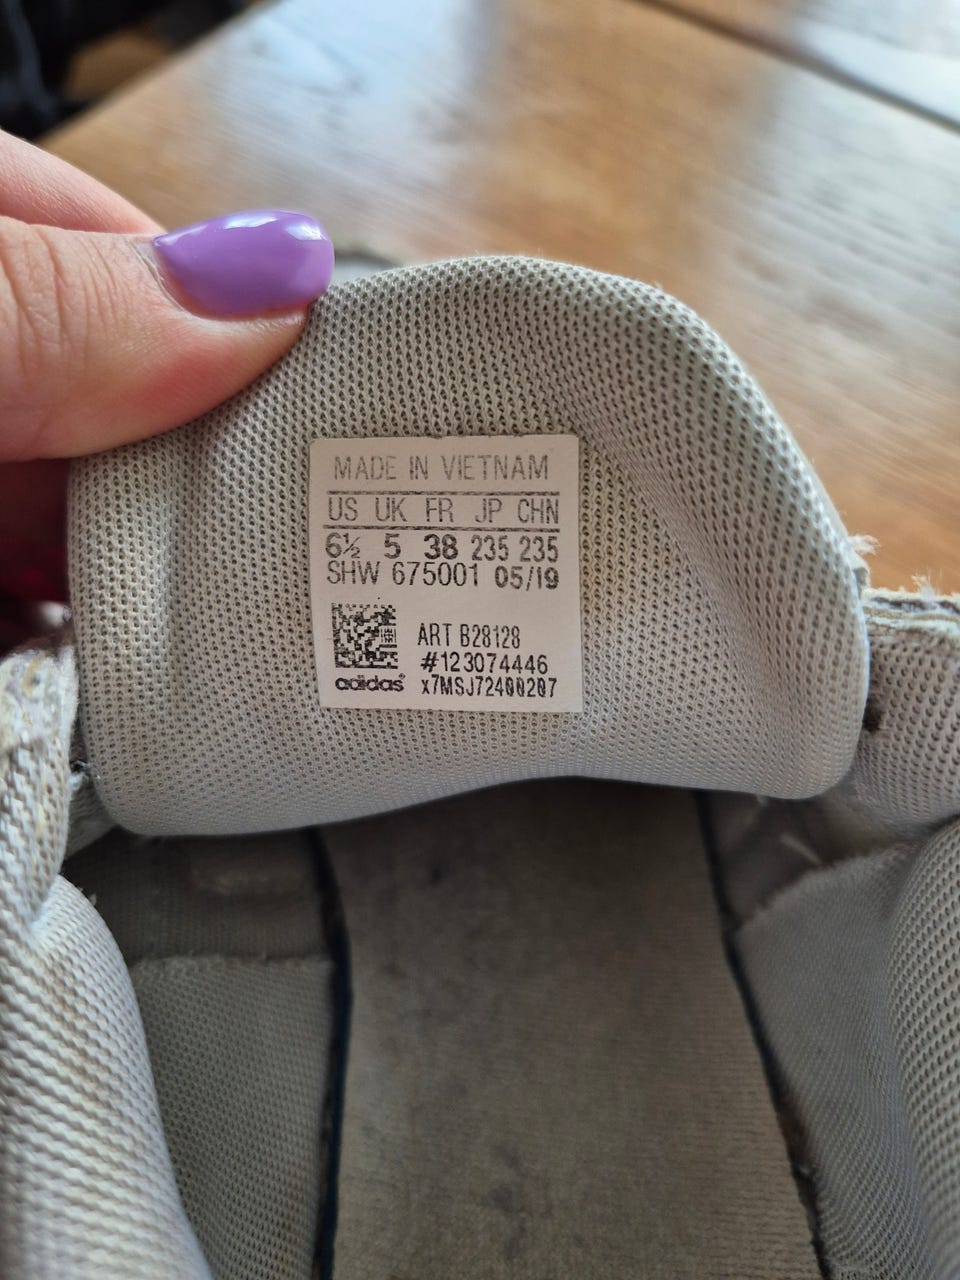 MADE IN VIETNAM
US UK FR JP CHN
6½ 5 38 235 235
SHW 675001 05/19
ART B28128
#123074446
adidas x7MSJ72400207